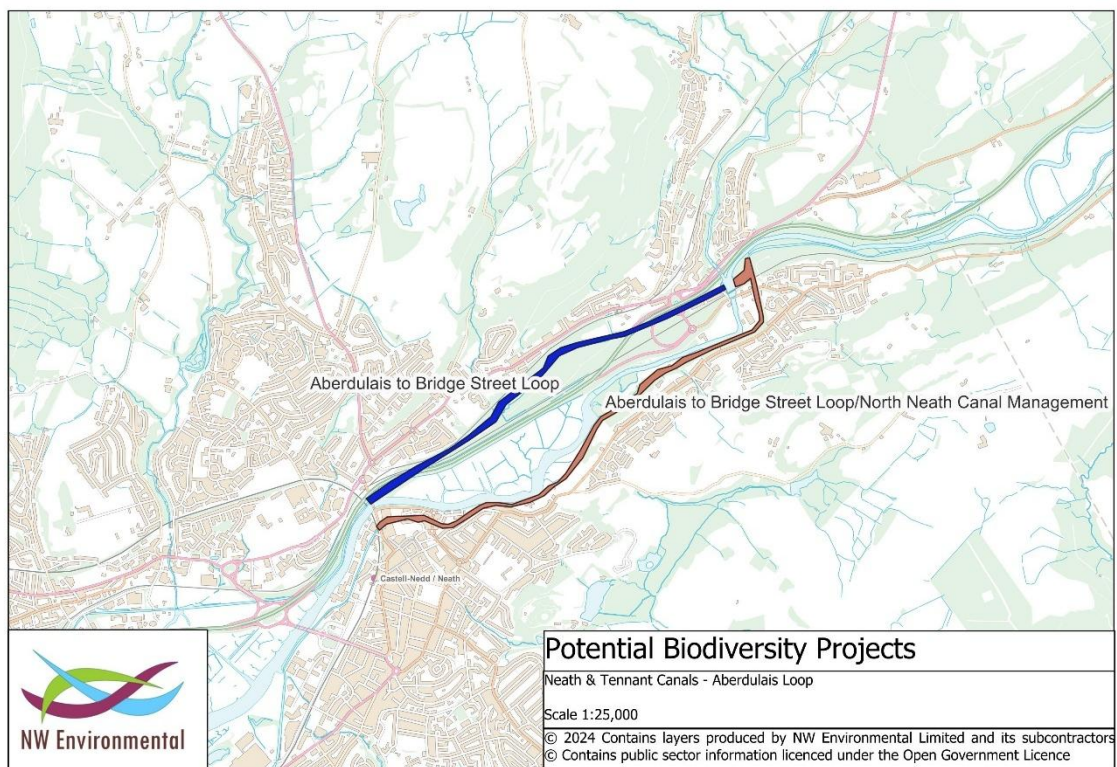 Aberdulais to Bridge Street Loop
Aberdulais to Bridge Street Loop/North Neath Canal Management
Castell-Nedd / Neath
NW Environmental
Potential Biodiversity Projects
Neath & Tennant Canals - Aberdulais Loop
Scale 1:25,000
© 2024 Contains layers produced by NW Environmental Limited and its subcontractors
© Contains public sector information licenced under the Open Government Licence